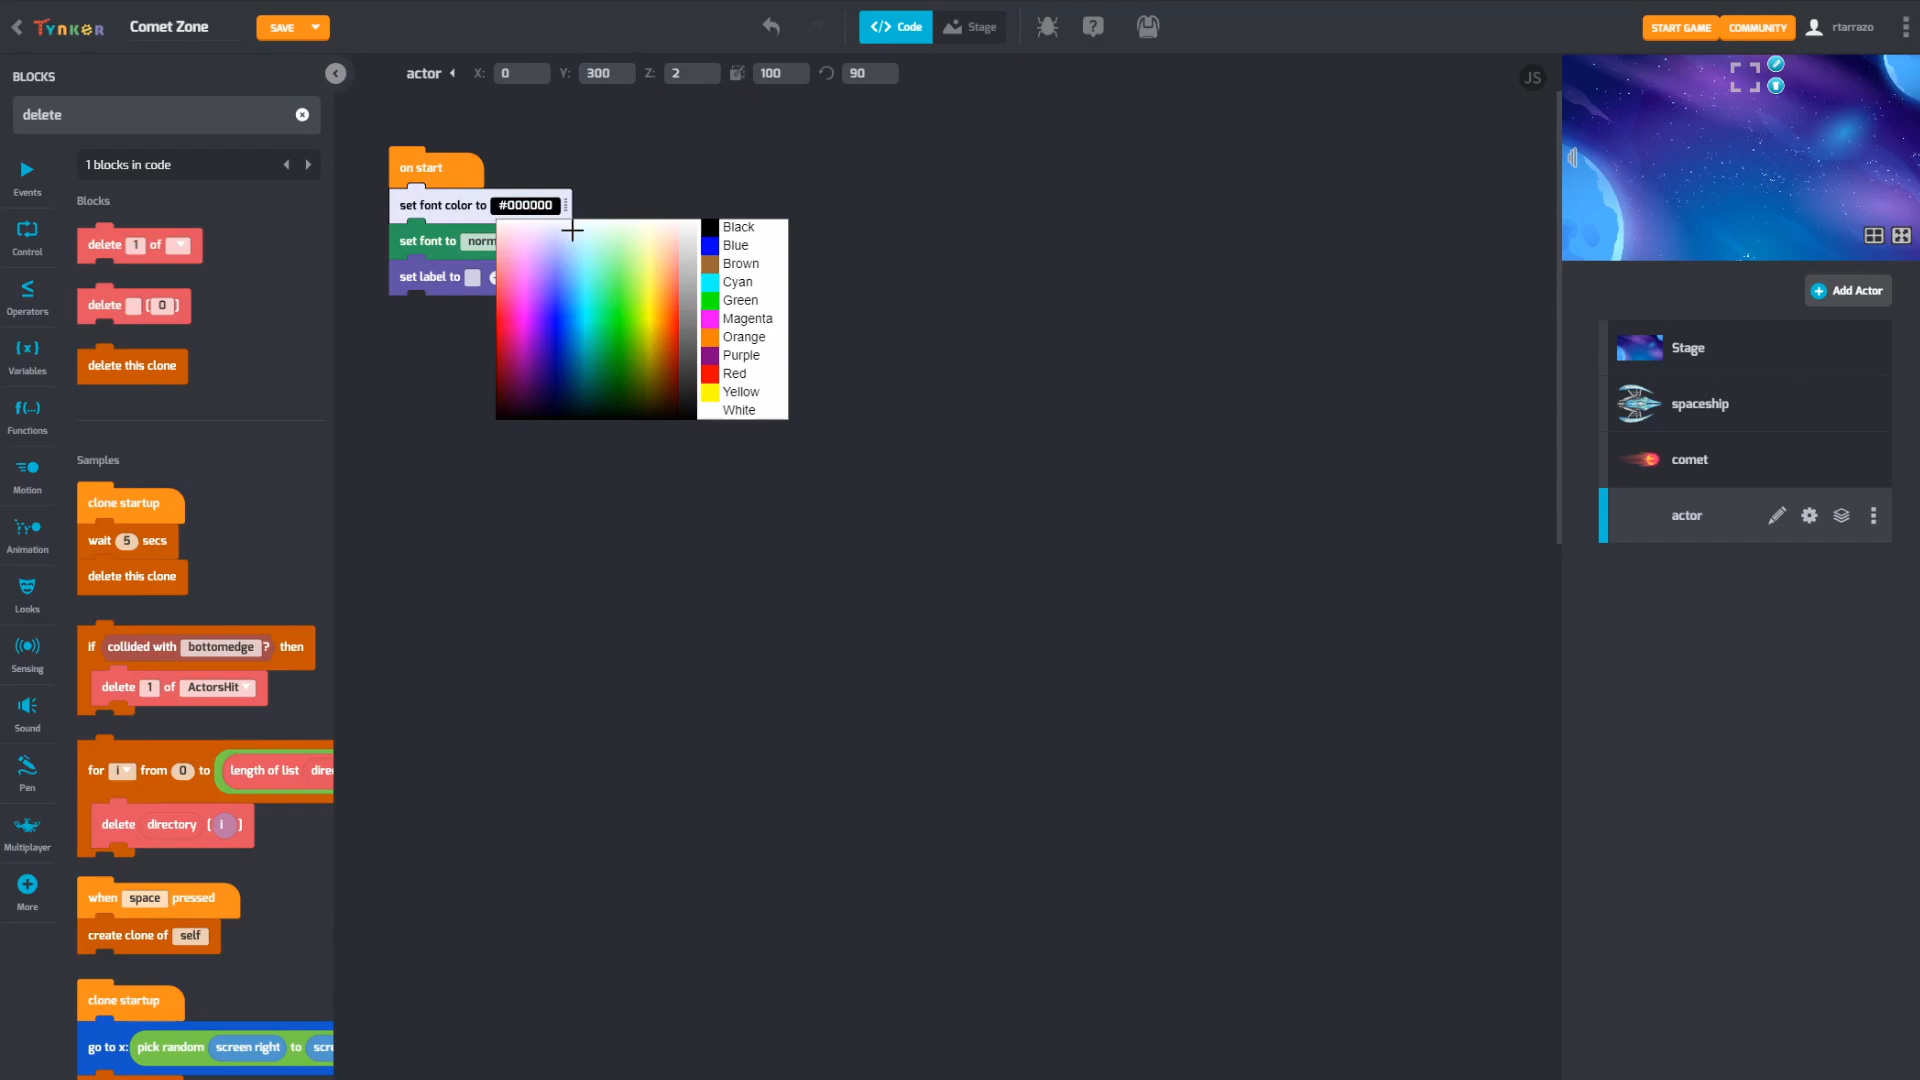 TYNKER
Comet Zone
SAVE
Code
Stage
START GAME
COMMUNITY
rtarrazo
BLOCKS
actor
X: 0
Y: 300
Z: 2
100
90
JS
delete
1 blocks in code
Blocks
delete 1 of
delete [ 0 ]
delete this clone
Samples
clone startup
wait 5 secs
delete this clone
if collided with bottomedge ? then
delete 1 of ActorsHit
for i from 0 to length of list
delete directory [ i ]
when space pressed
create clone of self
clone startup
go to x: pick random screen right to
Events
Control
Operators
{x}
Variables
f(...)
Functions
Motion
Animation
Looks
Sensing
Sound
Pen
Multiplayer
More
on start
set font color to #000000
set font to norm
set label to
Black
Blue
Brown
Cyan
Green
Magenta
Orange
Purple
Red
Yellow
White
Add Actor
Stage
spaceship
comet
actor